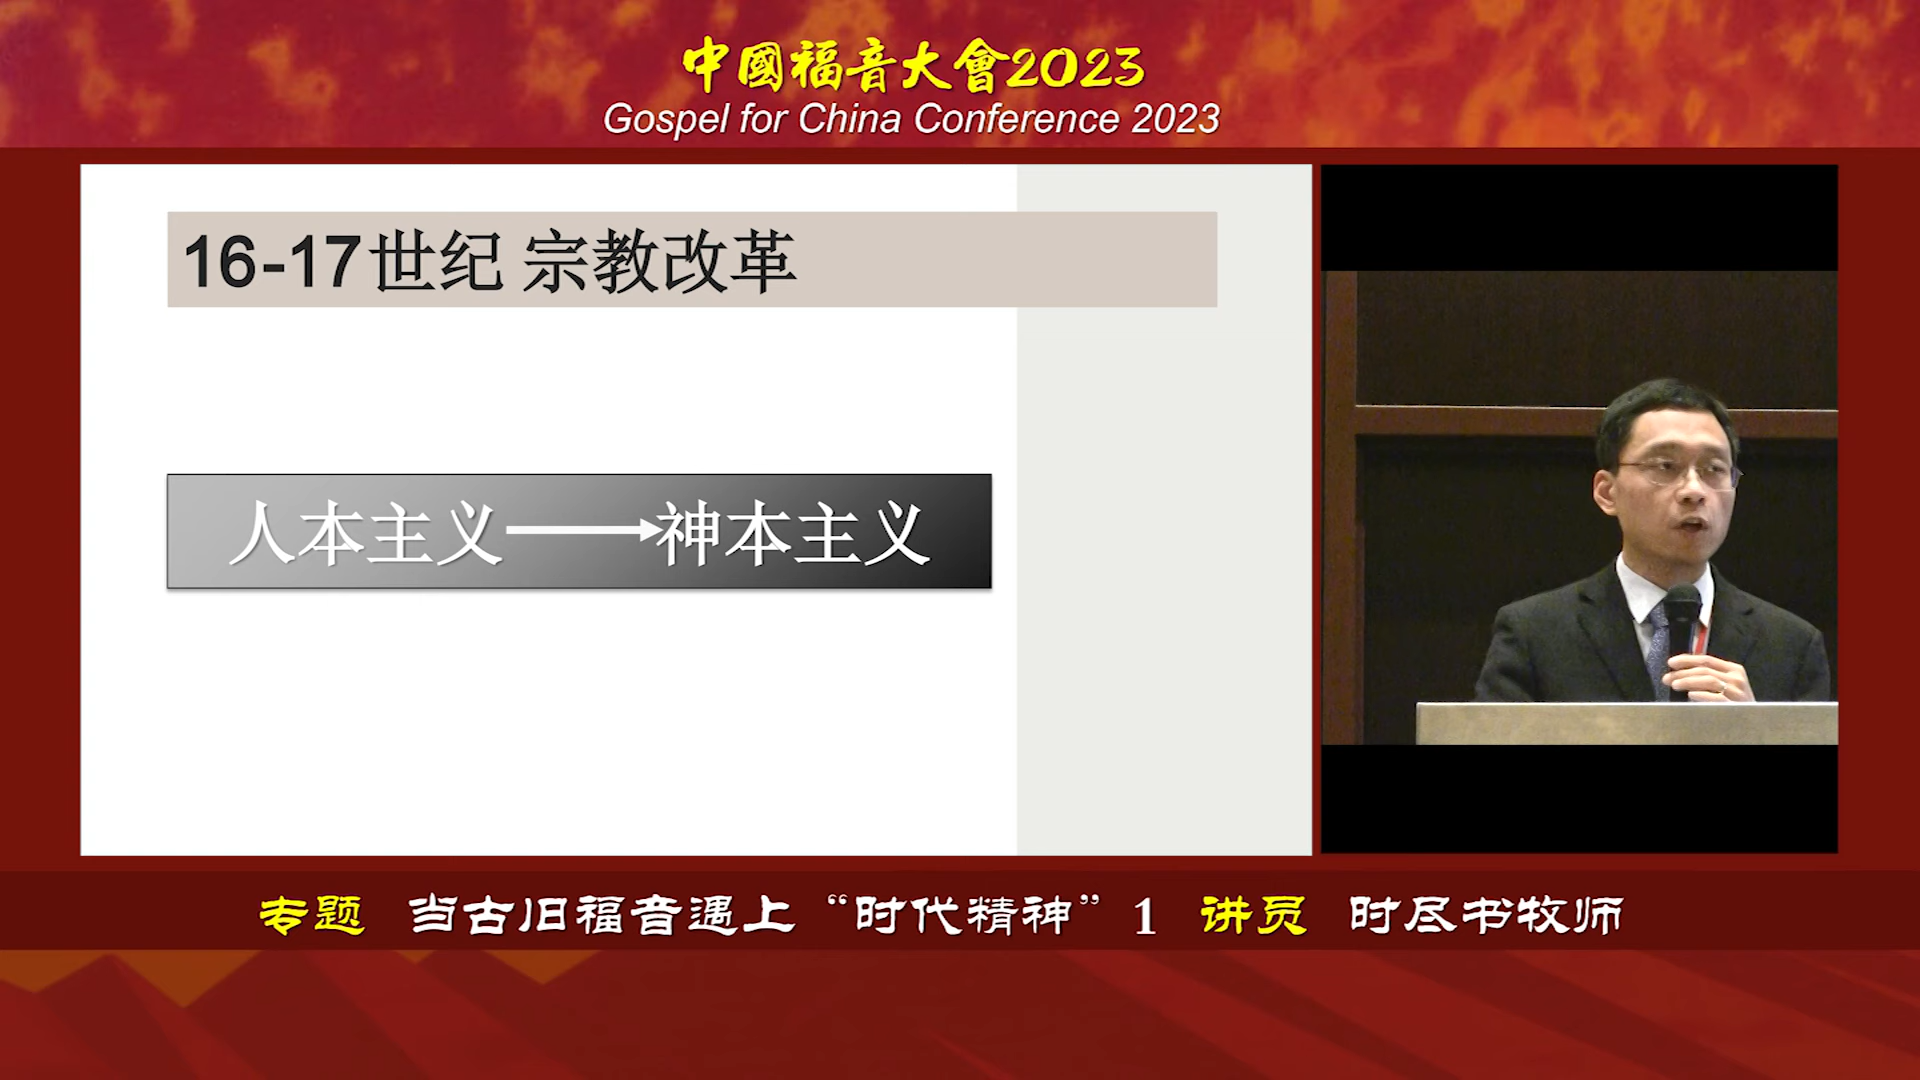 中國福音大會2023
Gospel for China Conference 2023
16-17世纪 宗教改革
人本主义→神本主义
专题 当古旧福音遇上“时代精神”1 讲员 时尽书牧师